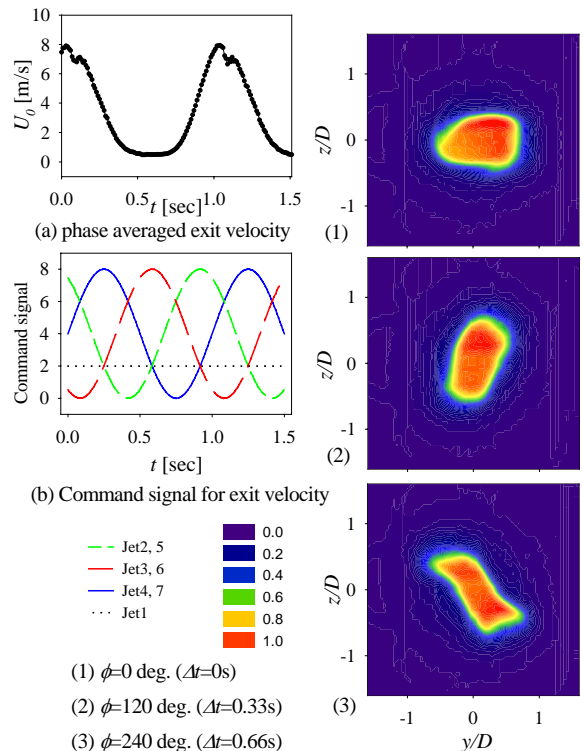 10
8
6
4
2
0
U0 [m/s]
0.0 0.5 1.0 1.5
t [sec]
(a) phase averaged exit velocity
8
6
4
2
0
Command signal
0.0 0.5 1.0 1.5
t [sec]
(b) Command signal for exit velocity
Jet2, 5
Jet3, 6
Jet4, 7
Jet1
0.0
0.2
0.4
0.6
0.8
1.0
(1) ϕ=0 deg. (Δt=0s)
(2) ϕ=120 deg. (Δt=0.33s)
(3) ϕ=240 deg. (Δt=0.66s)
z/D
1
0
-1
(1)
z/D
1
0
-1
(2)
z/D
1
0
-1
(3)
-1 0 1
y/D